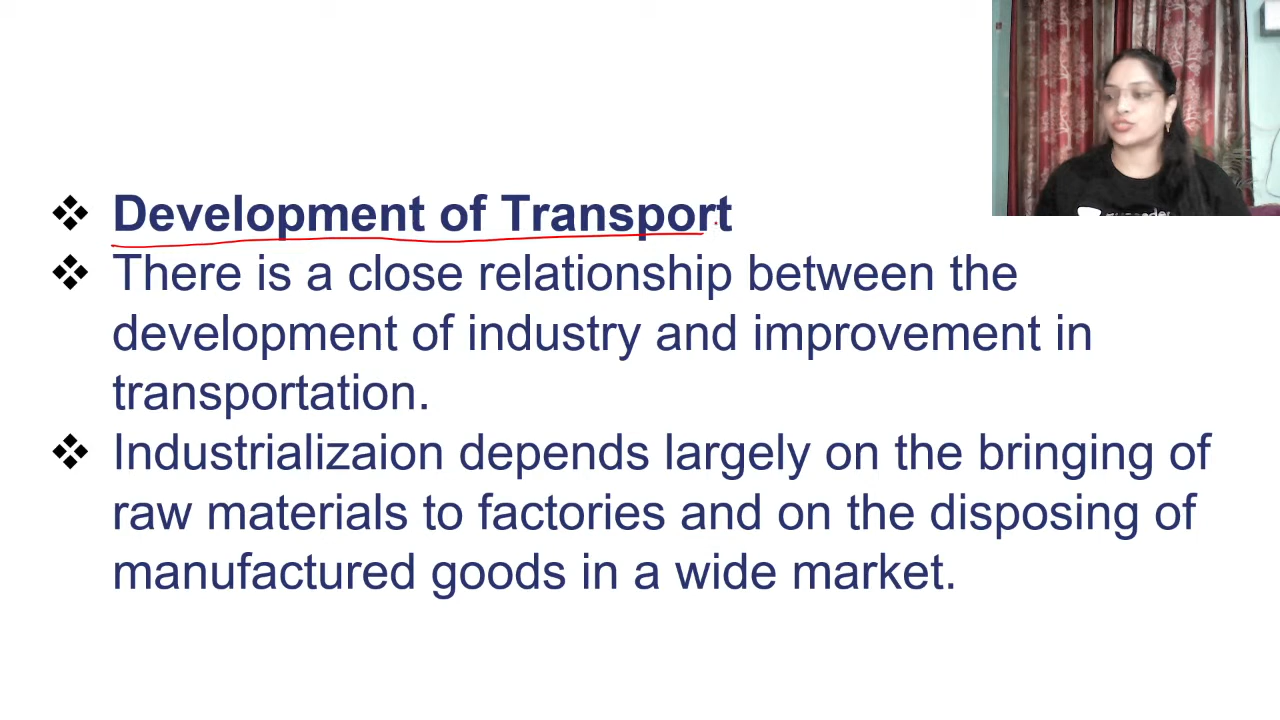 ❖ Development of Transport
❖ There is a close relationship between the
development of industry and improvement in
transportation.
❖ Industrializaion depends largely on the bringing of
raw materials to factories and on the disposing of
manufactured goods in a wide market.